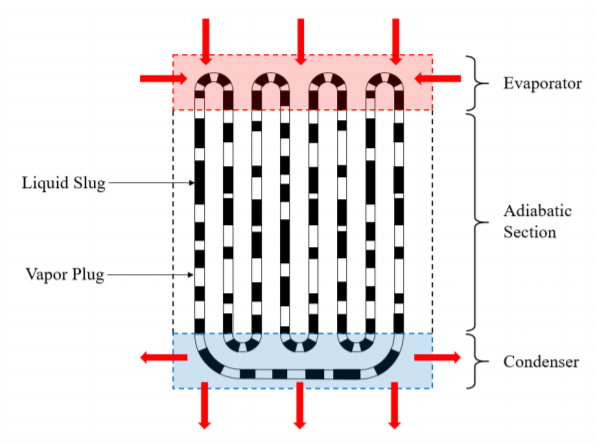 Evaporator
Liquid Slug
Adiabatic
Section
Vapor Plug
Condenser